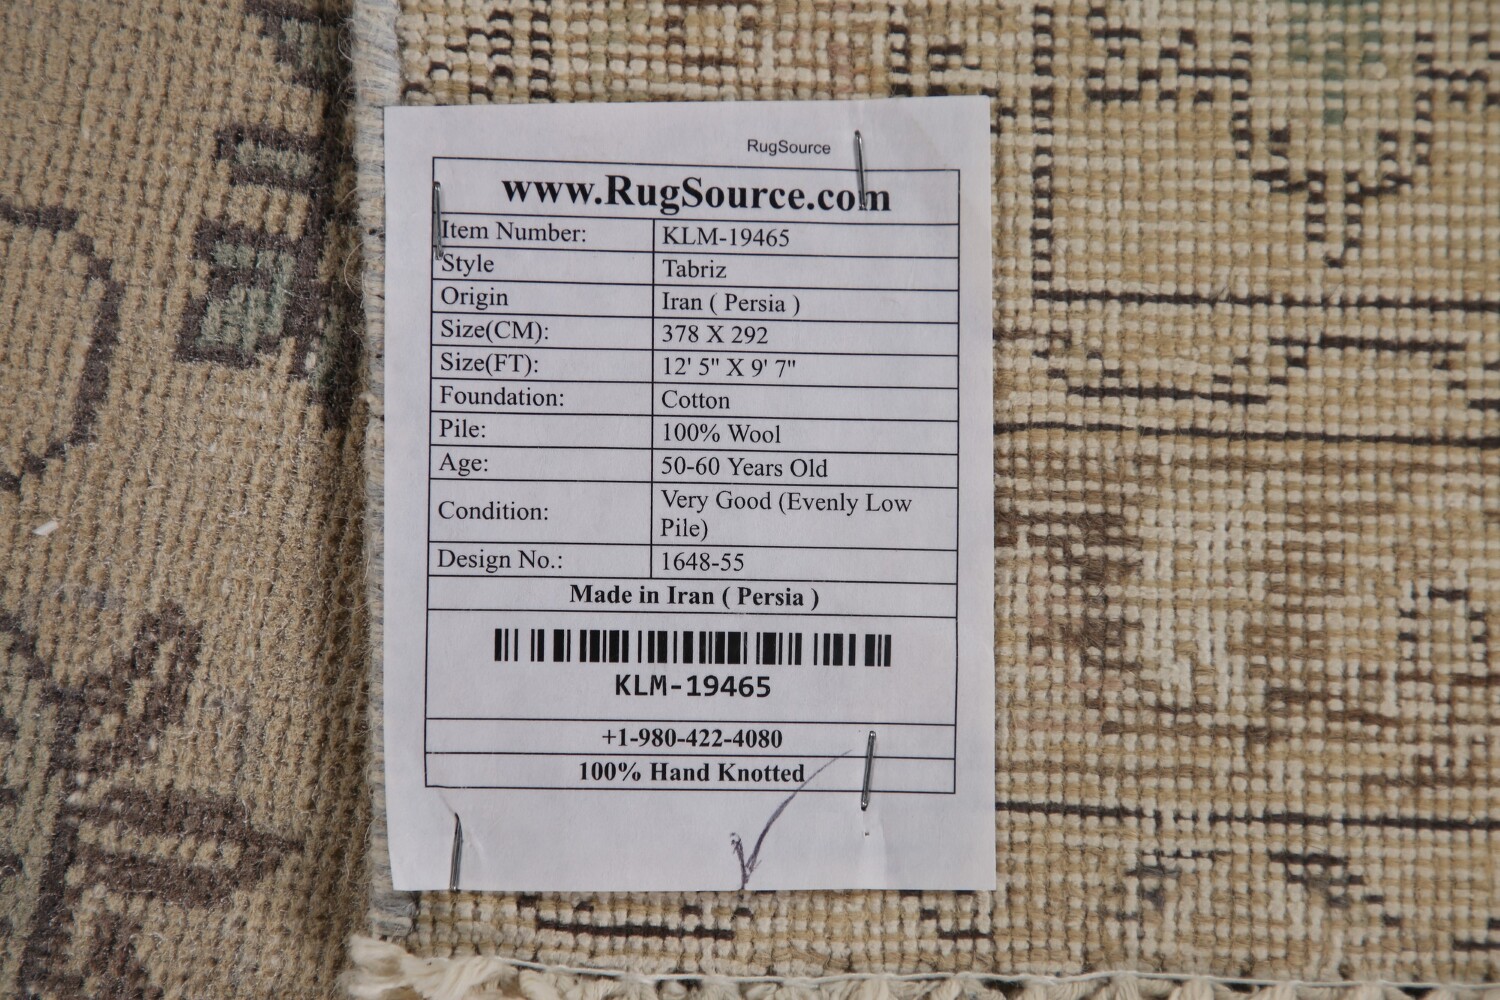 RugSource
www.RugSource.com
Item Number: KLM-19465
Style Tabriz
Origin Iran ( Persia )
Size(CM): 378 X 292
Size(FT): 12' 5" X 9' 7"
Foundation: Cotton
Pile: 100% Wool
Age: 50-60 Years Old
Condition: Very Good (Evenly Low
Pile)
Design No.: 1648-55
Made in Iran ( Persia )
KLM-19465
+1-980-422-4080
100% Hand Knotted